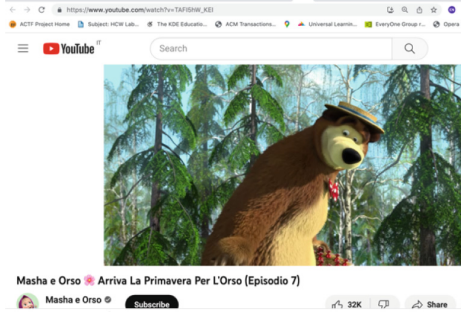 https://www.youtube.com/watch?v=TAFIShW_KEI
ACTF Project Home Subject: HCW Lab... The KDE Educatio... ACM Transactions... Universal Learnin... EveryOne Group r... Opera
YouTube IT
Search
Masha e Orso 🌸 Arriva La Primavera Per L'Orso (Episodio 7)
Masha e Orso
Subscribe
32K
Share